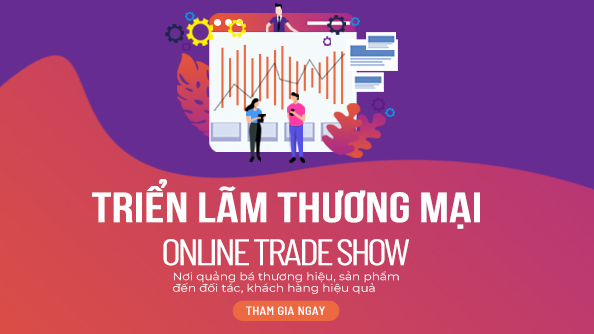 TRIỂN LÃM THƯƠNG MẠI
ONLINE TRADE SHOW
Nơi quảng bá thương hiệu, sản phẩm
đến đối tác, khách hàng hiệu quả
THAM GIA NGAY